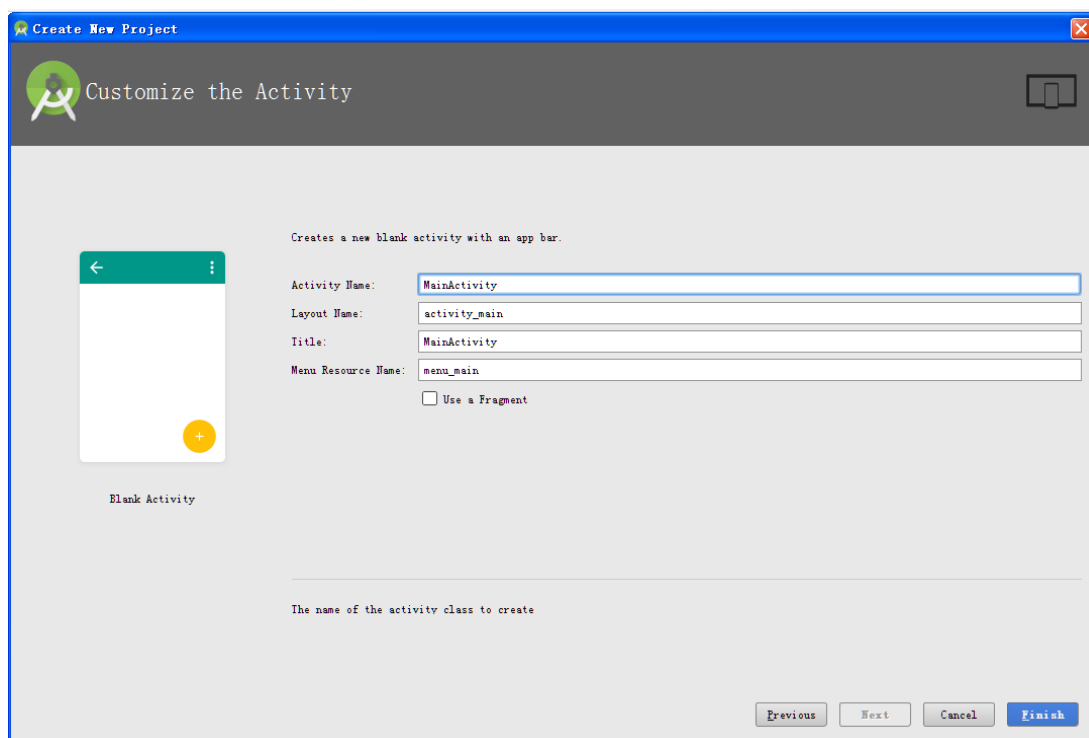 Create New Project
Customize the Activity
Creates a new blank activity with an app bar.
Activity Name: MainActivity
Layout Name: activity_main
Title: MainActivity
Menu Resource Name: menu_main
Use a Fragment
Blank Activity
The name of the activity class to create
Previous Next Cancel Finish